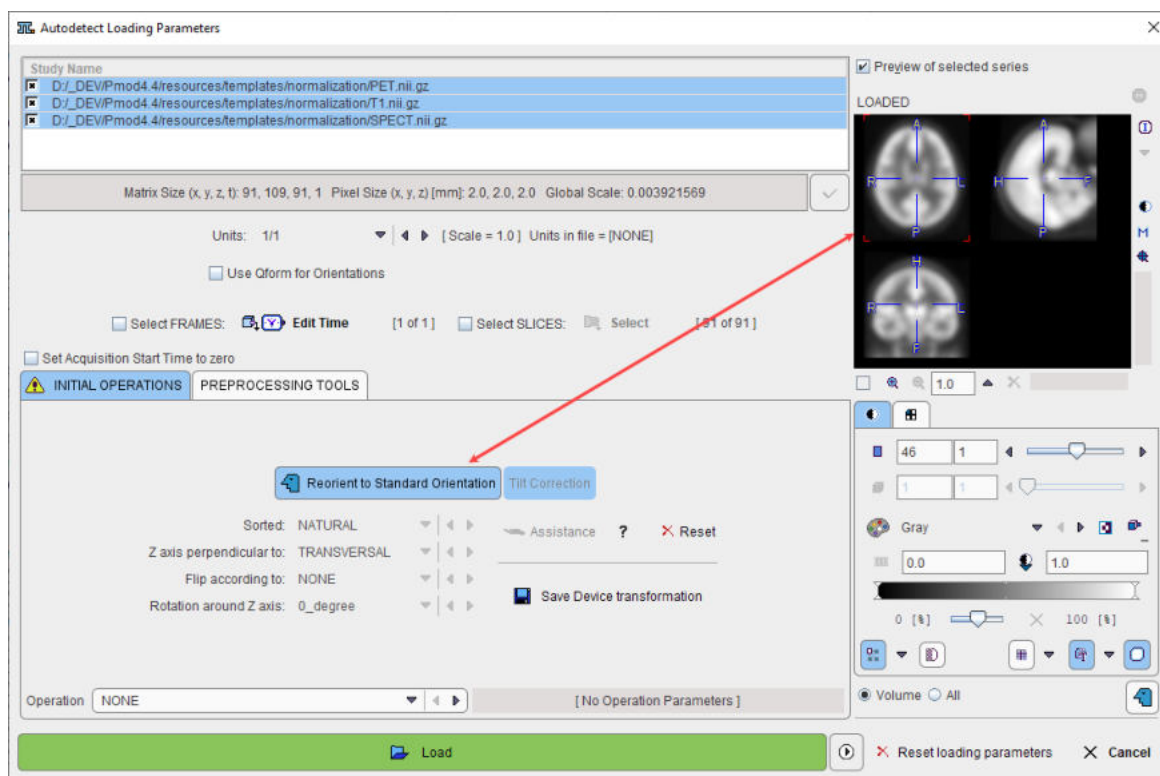 Autodetect Loading Parameters
Study Name
D:/_DEV/Pmod4.4/resources/templates/normalization/PET.nii.gz
D:/_DEV/Pmod4.4/resources/templates/normalization/T1.nii.gz
D:/_DEV/Pmod4.4/resources/templates/normalization/SPECT.nii.gz
Matrix Size (x, y, z, t): 91, 109, 91, 1 Pixel Size (x, y, z) [mm]: 2.0, 2.0, 2.0 Global Scale: 0.003921569
Units: 1/1 [ Scale = 1.0 ] Units in file = [NONE]
Use Qform for Orientations
Select FRAMES: Edit Time [1 of 1] Select SLICES: Select [ 91 of 91 ]
Set Acquisition Start Time to zero
INITIAL OPERATIONS PREPROCESSING TOOLS
Reorient to Standard Orientation Tilt Correction
Sorted: NATURAL Assistance ? Reset
Z axis perpendicular to: TRANSVERSAL
Flip according to: NONE
Rotation around Z axis: 0_degree Save Device transformation
Operation NONE [ No Operation Parameters ]
Preview of selected series
LOADED
A A
R L H F
P P
H
R L
F
M
1.0
46 1
1 1
Gray
0.0 1.0
0 [%] 100 [%]
Volume All
Load Reset loading parameters Cancel